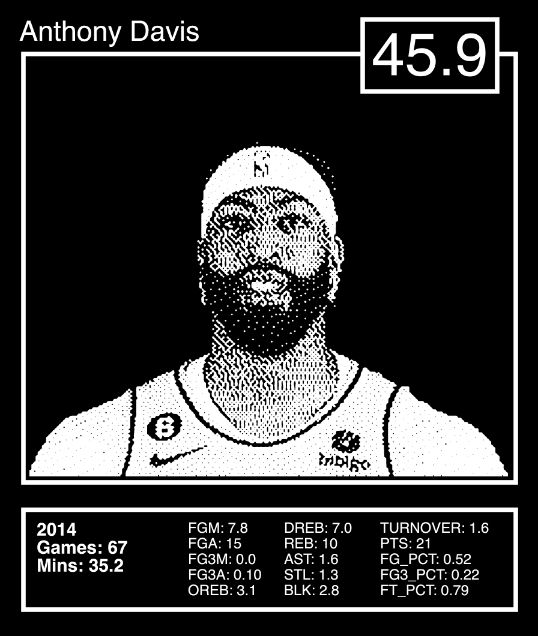 Anthony Davis
45.9
6
2014
Games: 67
Mins: 35.2
FGM: 7.8
FGA: 15
FG3M: 0.0
FG3A: 0.10
OREB: 3.1
DREB: 7.0
REB: 10
AST: 1.6
STL: 1.3
BLK: 2.8
TURNOVER: 1.6
PTS: 21
FG_PCT: 0.52
FG3_PCT: 0.22
FT_PCT: 0.79